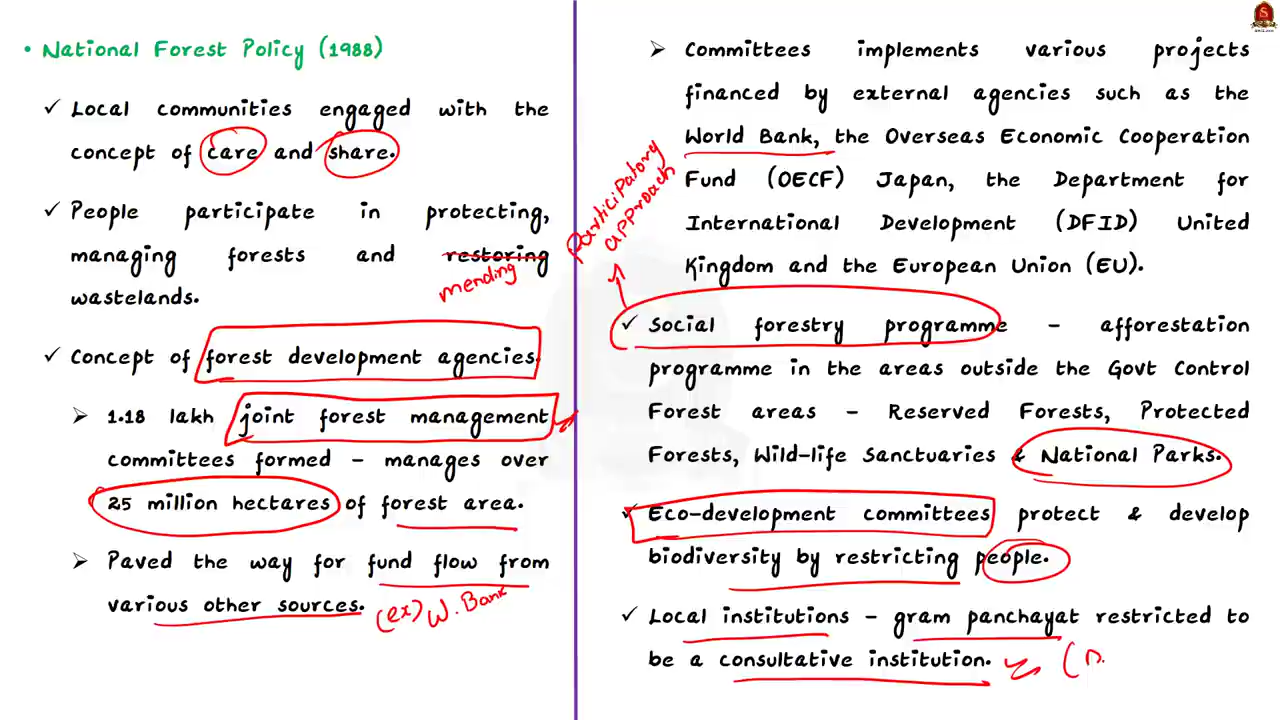 • National Forest Policy (1988)
✓ Local communities engaged with the
concept of care and share.
✓ People participate in protecting,
managing forests and restoring
mending
wastelands.
✓ Concept of forest development agencies.
➢ 1.18 lakh joint forest management
committees formed – manages over
25 million hectares of forest area.
➢ Paved the way for fund flow from
various other sources.
(ex) W. Bank
➢ Committees implements various projects
financed by external agencies such as the
World Bank, the Overseas Economic Cooperation
Fund (OECF) Japan, the Department for
International Development (DFID) United
Kingdom and the European Union (EU).
Participatory
approach
✓ Social forestry programme – afforestation
programme in the areas outside the Govt Control
Forest areas – Reserved Forests, Protected
Forests, Wild-life Sanctuaries & National Parks.
✓ Eco-development committees protect & develop
biodiversity by restricting people.
✓ Local institutions – gram panchayat restricted to
be a consultative institution.